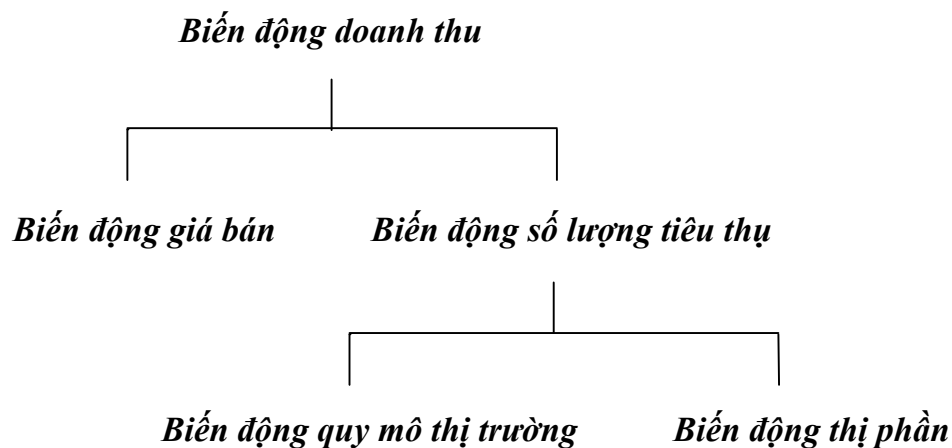 Biến động doanh thu
Biến động giá bán
Biến động số lượng tiêu thụ
Biến động quy mô thị trường
Biến động thị phần